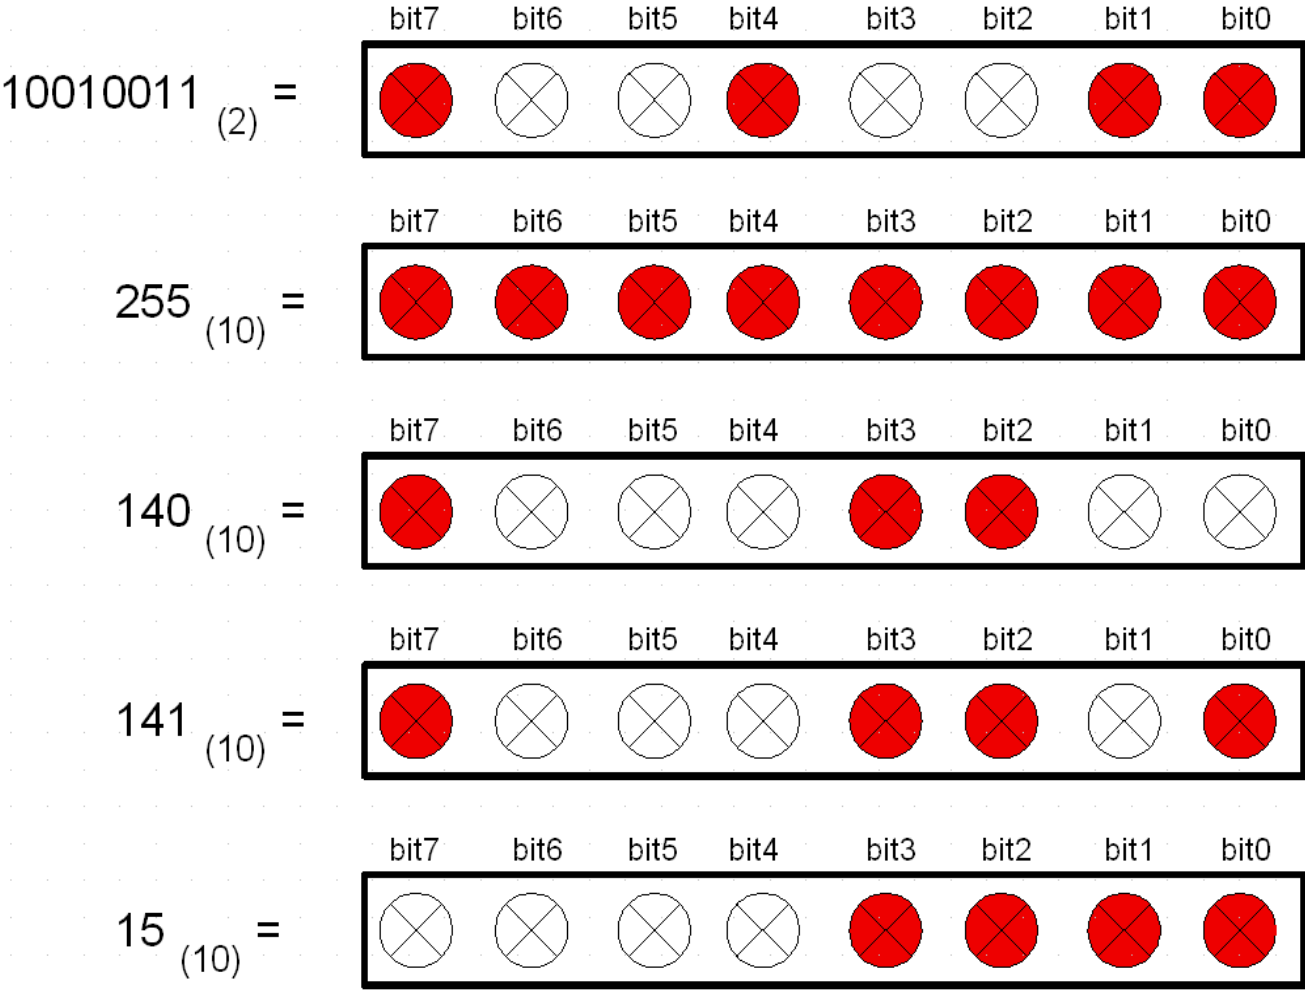 bit7 bit6 bit5 bit4 bit3 bit2 bit1 bit0
10010011 (2) =
bit7 bit6 bit5 bit4 bit3 bit2 bit1 bit0
255 (10) =
bit7 bit6 bit5 bit4 bit3 bit2 bit1 bit0
140 (10) =
bit7 bit6 bit5 bit4 bit3 bit2 bit1 bit0
141 (10) =
bit7 bit6 bit5 bit4 bit3 bit2 bit1 bit0
15 (10) =